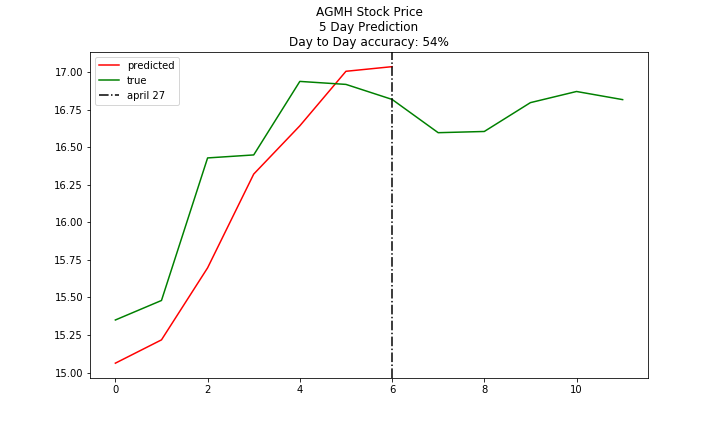 AGMH Stock Price
5 Day Prediction
Day to Day accuracy: 54%
predicted
true
april 27
17.00
16.75
16.50
16.25
16.00
15.75
15.50
15.25
15.00
0 2 4 6 8 10